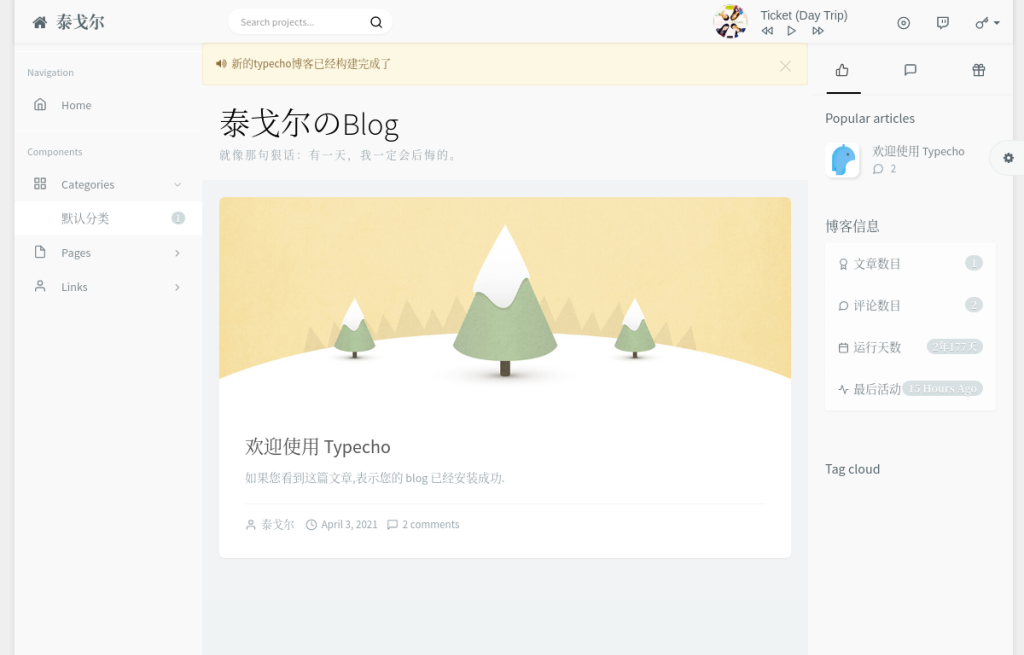 泰戈尔
Search projects...
Ticket (Day Trip)
Navigation
Home
Components
Categories
默认分类
1
Pages
Links
新的typecho博客已经构建完成了
泰戈尔のBlog
就像那句狠话：有一天，我一定会后悔的。
欢迎使用 Typecho
如果您看到这篇文章,表示您的 blog 已经安装成功.
泰戈尔 April 3, 2021 2 comments
Popular articles
欢迎使用 Typecho
2
博客信息
文章数目 1
评论数目 2
运行天数 2年177天
最后活动 15 Hours Ago
Tag cloud